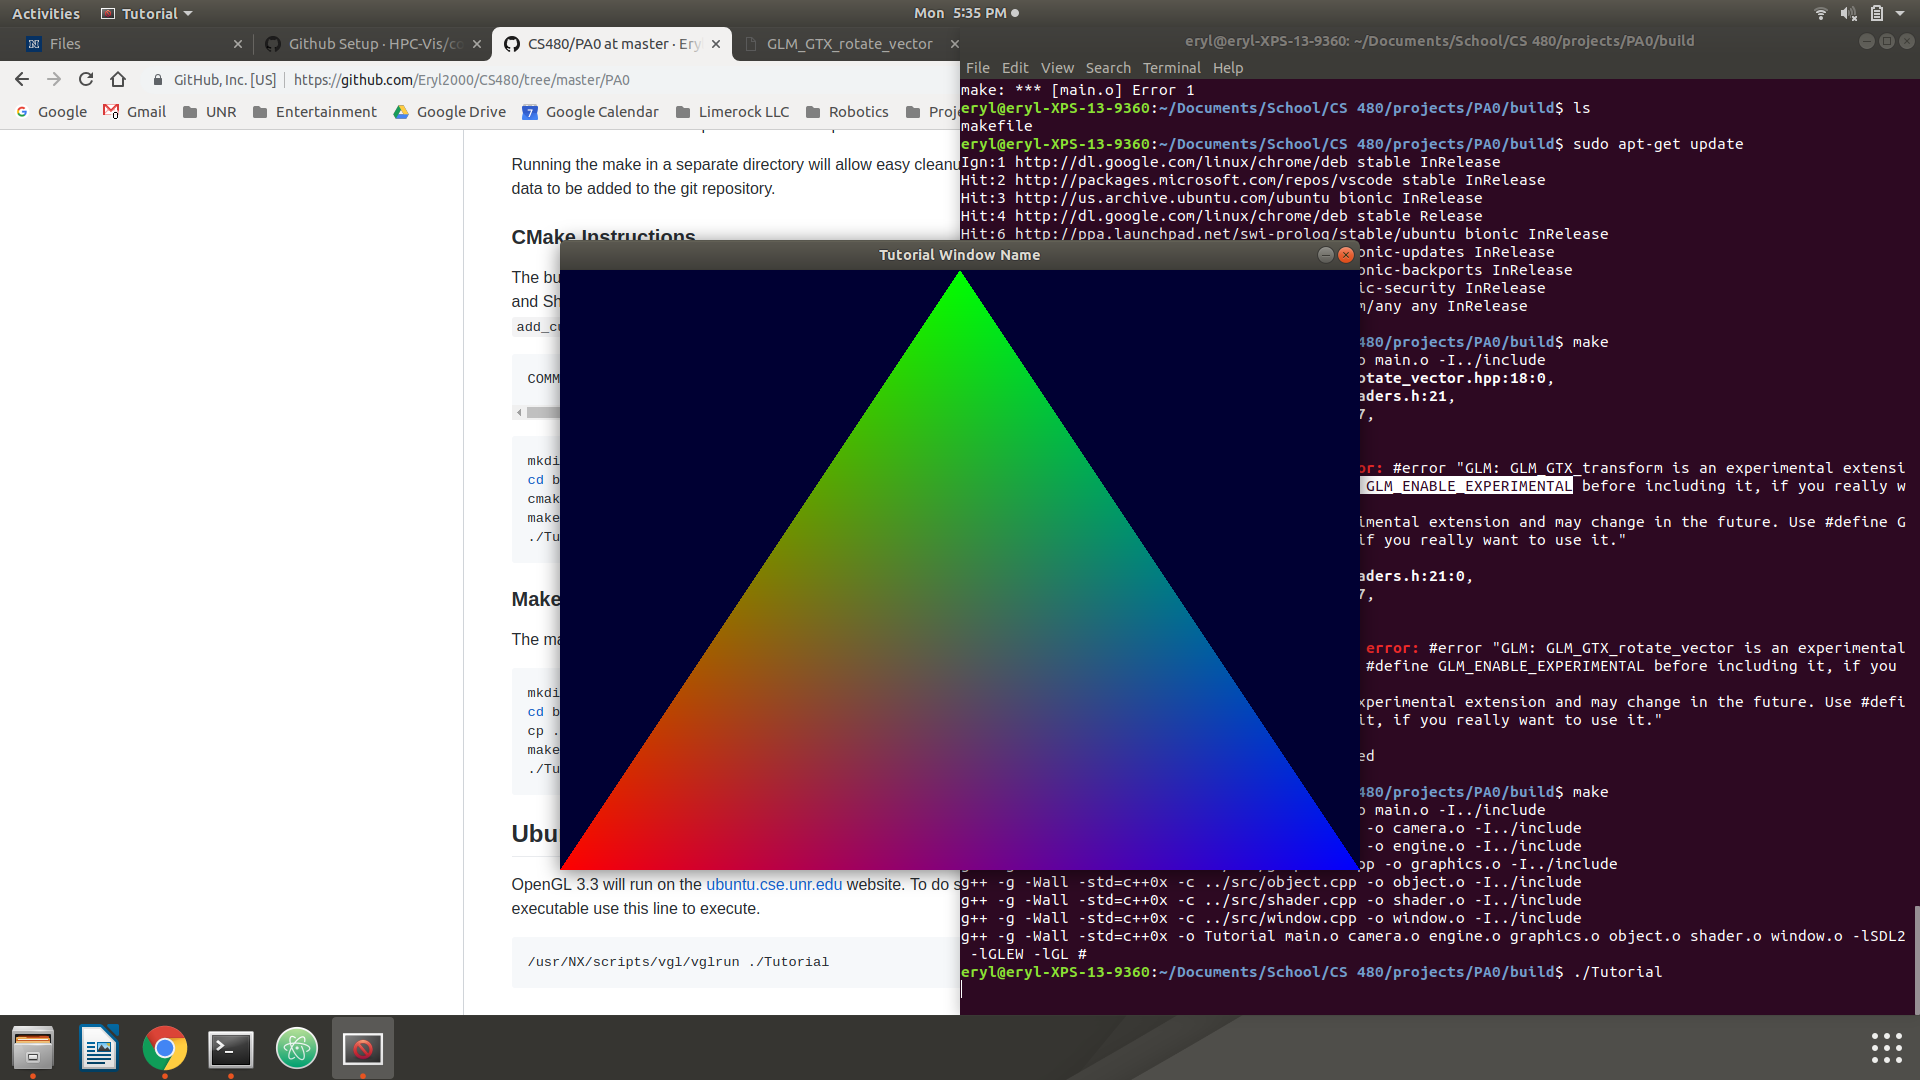 Activities
Tutorial
Mon 5:35 PM
Files
Github Setup · HPC-Vis/co
CS480/PA0 at master · Ery
GLM_GTX_rotate_vector
eryl@eryl-XPS-13-9360: ~/Documents/School/CS 480/projects/PA0/build
GitHub, Inc. [US]
https://github.com/Eryl2000/CS480/tree/master/PA0
Google
Gmail
UNR
Entertainment
Google Drive
Google Calendar
Limerock LLC
Robotics
Proj
Running the make in a separate directory will allow easy cleanu
data to be added to the git repository.
CMake Instructions
The bu
and Sh
add_cu
COMM
mkdi
cd b
cmak
make
./Tu
Make
The ma
mkdi
cd b
cp .
make
./Tu
Ubu
OpenGL 3.3 will run on the ubuntu.cse.unr.edu website. To do s
executable use this line to execute.
/usr/NX/scripts/vgl/vglrun ./Tutorial
Tutorial Window Name
File Edit View Search Terminal Help
make: *** [main.o] Error 1
eryl@eryl-XPS-13-9360:~/Documents/School/CS 480/projects/PA0/build$ ls
makefile
eryl@eryl-XPS-13-9360:~/Documents/School/CS 480/projects/PA0/build$ sudo apt-get update
Ign:1 http://dl.google.com/linux/chrome/deb stable InRelease
Hit:2 http://packages.microsoft.com/repos/vscode stable InRelease
Hit:3 http://us.archive.ubuntu.com/ubuntu bionic InRelease
Hit:4 http://dl.google.com/linux/chrome/deb stable Release
Hit:6 http://ppa.launchpad.net/swi-prolog/stable/ubuntu bionic InRelease
onic-updates InRelease
onic-backports InRelease
ic-security InRelease
m/any any InRelease
480/projects/PA0/build$ make
o main.o -I../include
otate_vector.hpp:18:0,
aders.h:21,
7,
or: #error "GLM: GLM_GTX_transform is an experimental extensi
GLM_ENABLE_EXPERIMENTAL before including it, if you really w
imental extension and may change in the future. Use #define G
if you really want to use it."
aders.h:21:0,
7,
error: #error "GLM: GLM_GTX_rotate_vector is an experimental
#define GLM_ENABLE_EXPERIMENTAL before including it, if you
xperimental extension and may change in the future. Use #defi
it, if you really want to use it."
ed
480/projects/PA0/build$ make
o main.o -I../include
-o camera.o -I../include
-o engine.o -I../include
pp -o graphics.o -I../include
g++ -g -Wall -std=c++0x -c ../src/object.cpp -o object.o -I../include
g++ -g -Wall -std=c++0x -c ../src/shader.cpp -o shader.o -I../include
g++ -g -Wall -std=c++0x -c ../src/window.cpp -o window.o -I../include
g++ -g -Wall -std=c++0x -o Tutorial main.o camera.o engine.o graphics.o object.o shader.o window.o -lSDL2
-lGLEW -lGL #
eryl@eryl-XPS-13-9360:~/Documents/School/CS 480/projects/PA0/build$ ./Tutorial